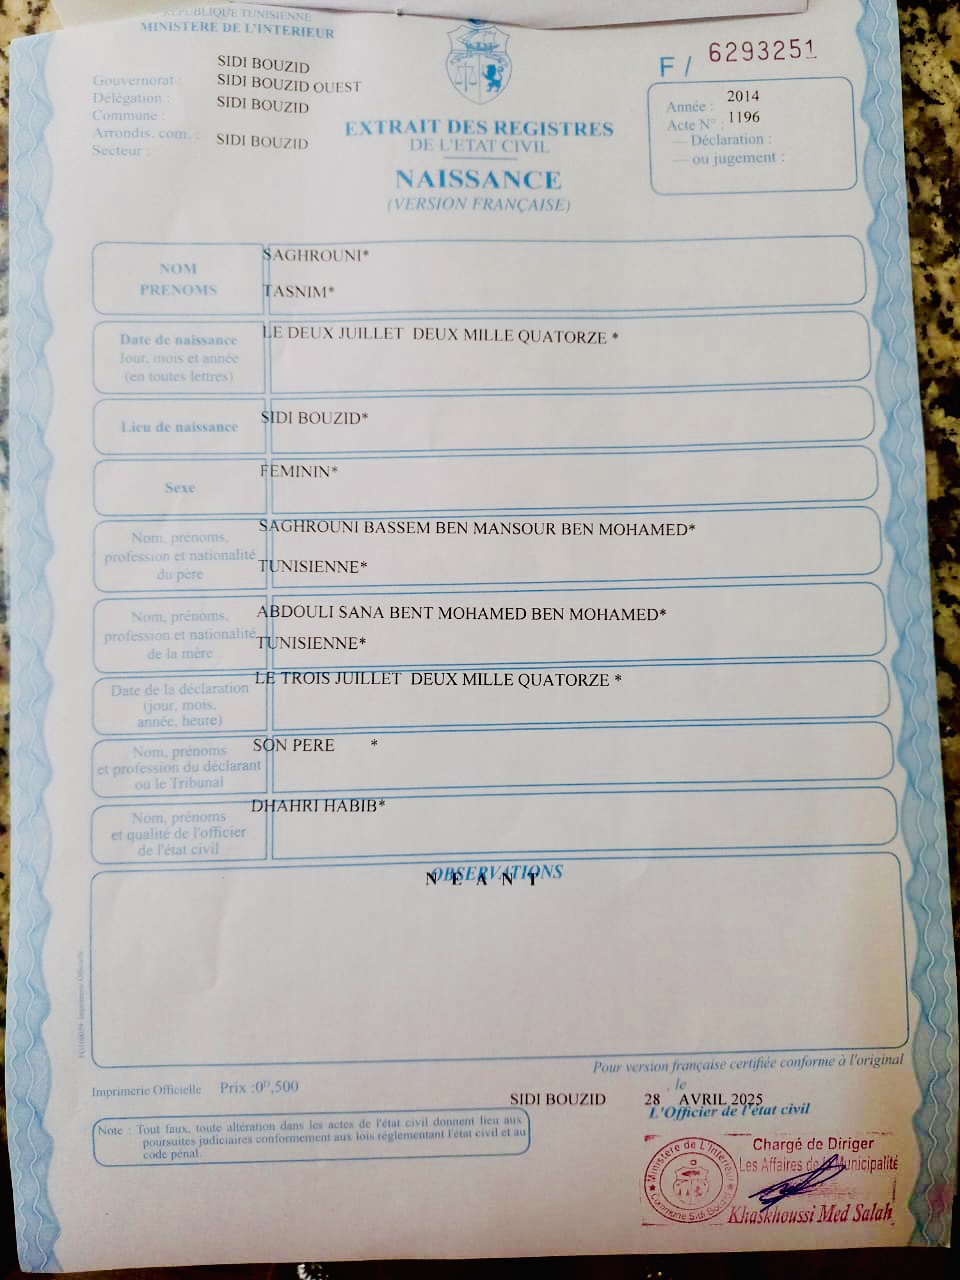 REPUBLIQUE TUNISIENNE
MINISTERE DE L'INTERIEUR
F/ 6293251
Gouvernorat : SIDI BOUZID
Délégation : SIDI BOUZID OUEST
Commune : SIDI BOUZID
Arrondis. com. :
Secteur : SIDI BOUZID
Année : 2014
Acte N° : 1196
— Déclaration :
— ou jugement :
EXTRAIT DES REGISTRES
DE L'ETAT CIVIL
NAISSANCE
(VERSION FRANÇAISE)
NOM SAGHROUNI*
PRENOMS TASNIM*
Date de naissance LE DEUX JUILLET DEUX MILLE QUATORZE *
Jour, mois et année
(en toutes lettres)
Lieu de naissance SIDI BOUZID*
Sexe FEMININ*
Nom, prénoms, SAGHROUNI BASSEM BEN MANSOUR BEN MOHAMED*
profession et nationalité
du père TUNISIENNE*
Nom, prénoms, ABDOULI SANA BENT MOHAMED BEN MOHAMED*
profession et nationalité
de la mère TUNISIENNE*
Date de la déclaration LE TROIS JUILLET DEUX MILLE QUATORZE *
(jour, mois,
année, heure)
Nom, prénoms SON PERE *
et profession du déclarant
ou le Tribunal
Nom, prénoms DHAHRI HABIB*
et qualité de l'officier
de l'état civil
OBSERVATIONS
N E A N T
Pour version française certifiée conforme à l'original
Imprimerie Officielle Prix :0ᴰ,500
le
SIDI BOUZID 28 AVRIL 2025
L'Officier de l'état civil
Note : Tout faux, toute altération dans les actes de l'état civil donnent lieu aux
poursuites judiciaires conformement aux lois réglementant l'état civil et au
code pénal.
Chargé de Diriger
Les Affaires de la Municipalité
Khaskhoussi Med Salah
Ministère de L'Intérieur
Commune Sidi Bouzid
Imprimerie Officielle